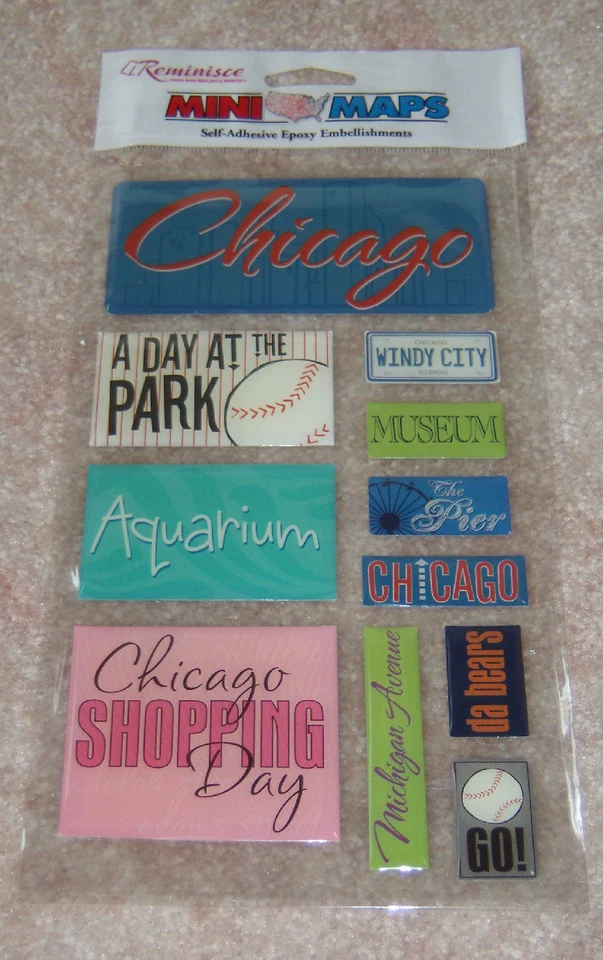 Reminisce
MINI MAPS
Self-Adhesive Epoxy Embellishments
Chicago
A DAY AT THE
PARK
CHICAGO
WINDY CITY
ILLINOIS
MUSEUM
The
Pier
Aquarium
CHICAGO
Chicago
SHOPPING
Day
Michigan Avenue
da bears
GO!